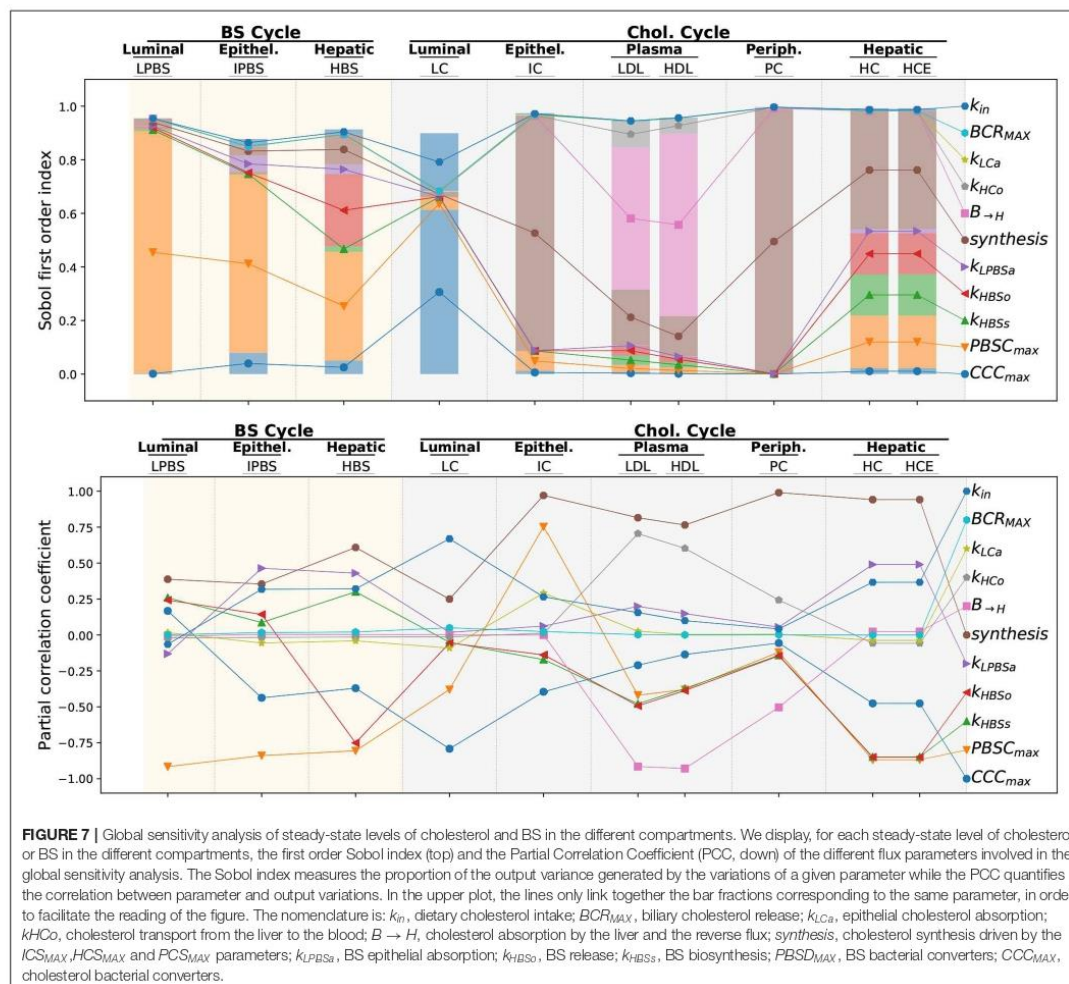 BS Cycle Chol. Cycle
Luminal Epithel. Hepatic Luminal Epithel. Plasma Periph. Hepatic
LPBS IPBS HBS LC IC LDL HDL PC HC HCE
Sobol first order index
1.0
0.8
0.6
0.4
0.2
0.0
k_in
BCR_MAX
k_LCa
k_HCo
B→H
synthesis
k_LPBSa
k_HBSo
k_HBSs
PBSC_max
CCC_max
BS Cycle Chol. Cycle
Luminal Epithel. Hepatic Luminal Epithel. Plasma Periph. Hepatic
LPBS IPBS HBS LC IC LDL HDL PC HC HCE
Partial correlation coefficient
1.00
0.75
0.50
0.25
0.00
−0.25
−0.50
−0.75
−1.00
k_in
BCR_MAX
k_LCa
k_HCo
B→H
synthesis
k_LPBSa
k_HBSo
k_HBSs
PBSC_max
CCC_max
FIGURE 7 | Global sensitivity analysis of steady-state levels of cholesterol and BS in the different compartments. We display, for each steady-state level of cholestero
or BS in the different compartments, the first order Sobol index (top) and the Partial Correlation Coefficient (PCC, down) of the different flux parameters involved in the
global sensitivity analysis. The Sobol index measures the proportion of the output variance generated by the variations of a given parameter while the PCC quantifies
the correlation between parameter and output variations. In the upper plot, the lines only link together the bar fractions corresponding to the same parameter, in orde
to facilitate the reading of the figure. The nomenclature is: k_in, dietary cholesterol intake; BCR_MAX, biliary cholesterol release; k_LCa, epithelial cholesterol absorption;
kHCo, cholesterol transport from the liver to the blood; B → H, cholesterol absorption by the liver and the reverse flux; synthesis, cholesterol synthesis driven by the
ICS_MAX,HCS_MAX and PCS_MAX parameters; k_LPBSa, BS epithelial absorption; k_HBSo, BS release; k_HBSs, BS biosynthesis; PBSD_MAX, BS bacterial converters; CCC_MAX,
cholesterol bacterial converters.